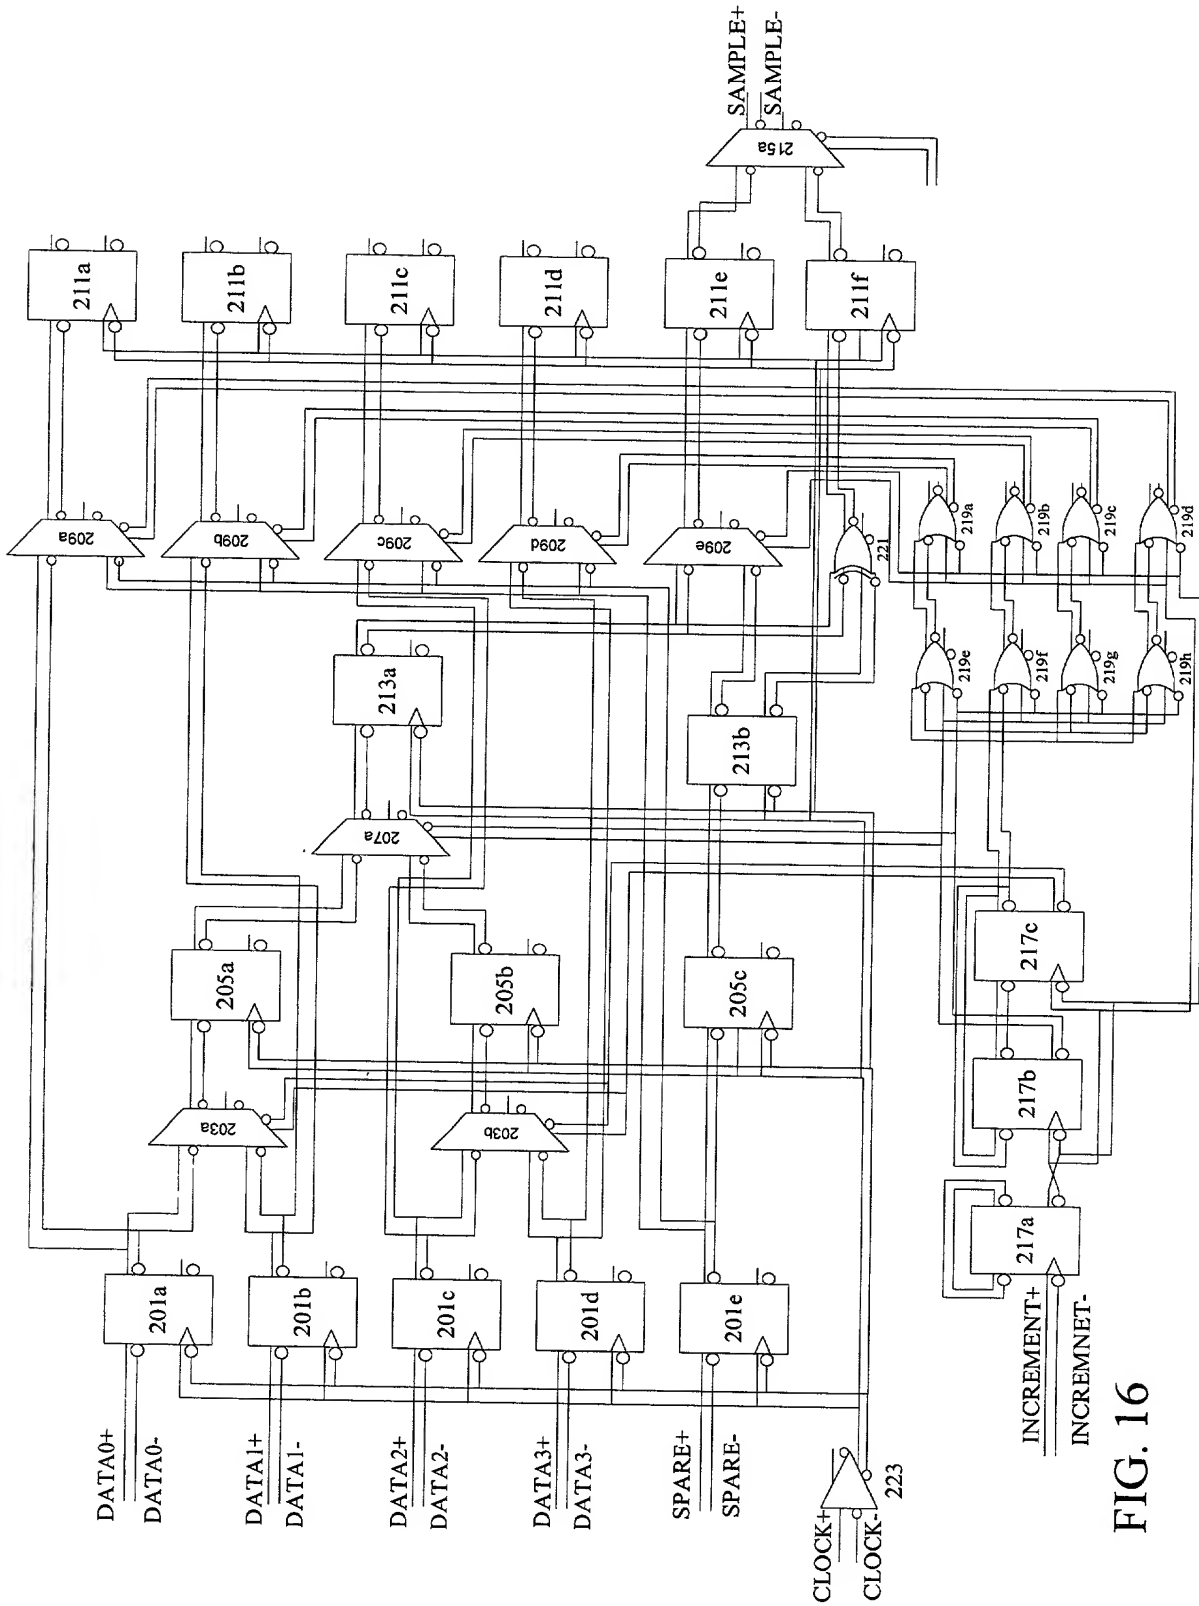 DATA0+
DATA0-
DATA1+
DATA1-
DATA2+
DATA2-
DATA3+
DATA3-
SPARE+
SPARE-
CLOCK+
CLOCK-
223
INCREMENT+
INCREMNET-
201a
201b
201c
201d
201e
203a
203b
205a
205b
205c
207a
213a
213b
209a
209b
209c
209d
209e
211a
211b
211c
211d
211e
211f
215a
SAMPLE+
SAMPLE-
221
217a
217b
217c
219a
219b
219c
219d
219e
219f
219g
219h
FIG. 16